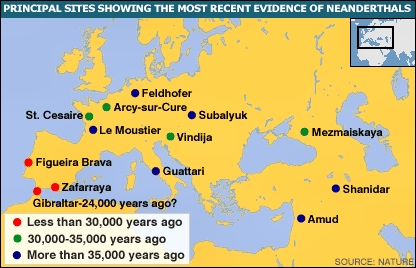 PRINCIPAL SITES SHOWING THE MOST RECENT EVIDENCE OF NEANDERTHALS
Feldhofer
Arcy-sur-Cure
St. Cesaire
Subalyuk
Le Moustier
Vindija
Mezmaiskaya
Figueira Brava
Guattari
Zafarraya
Shanidar
Gibraltar-24,000 years ago?
Amud
Less than 30,000 years ago
30,000-35,000 years ago
More than 35,000 years ago
SOURCE: NATURE